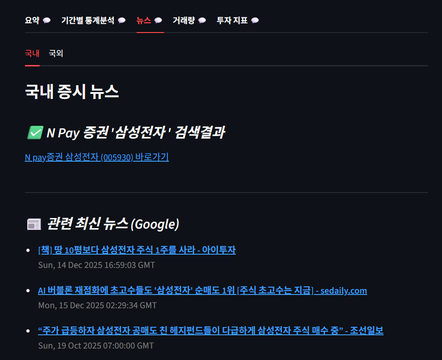 요약 💬 기간별 통계분석 💬 뉴스 💬 거래량 💬 투자 지표 💬
국내 국외
국내 증시 뉴스
✅ N Pay 증권 '삼성전자' 검색결과
N pay증권 삼성전자 (005930) 바로가기
📰 관련 최신 뉴스 (Google)
[책] 땅 10평보다 삼성전자 주식 1주를 사라 - 아이투자
Sun, 14 Dec 2025 16:59:03 GMT
AI 버블론 재점화에 초고수들도 '삼성전자' 순매도 1위 [주식 초고수는 지금] - sedaily.com
Mon, 15 Dec 2025 02:29:34 GMT
“주가 급등하자 삼성전자 공매도 친 헤지펀드들이 다급하게 삼성전자 주식 매수 중” - 조선일보
Sun, 19 Oct 2025 07:00:00 GMT